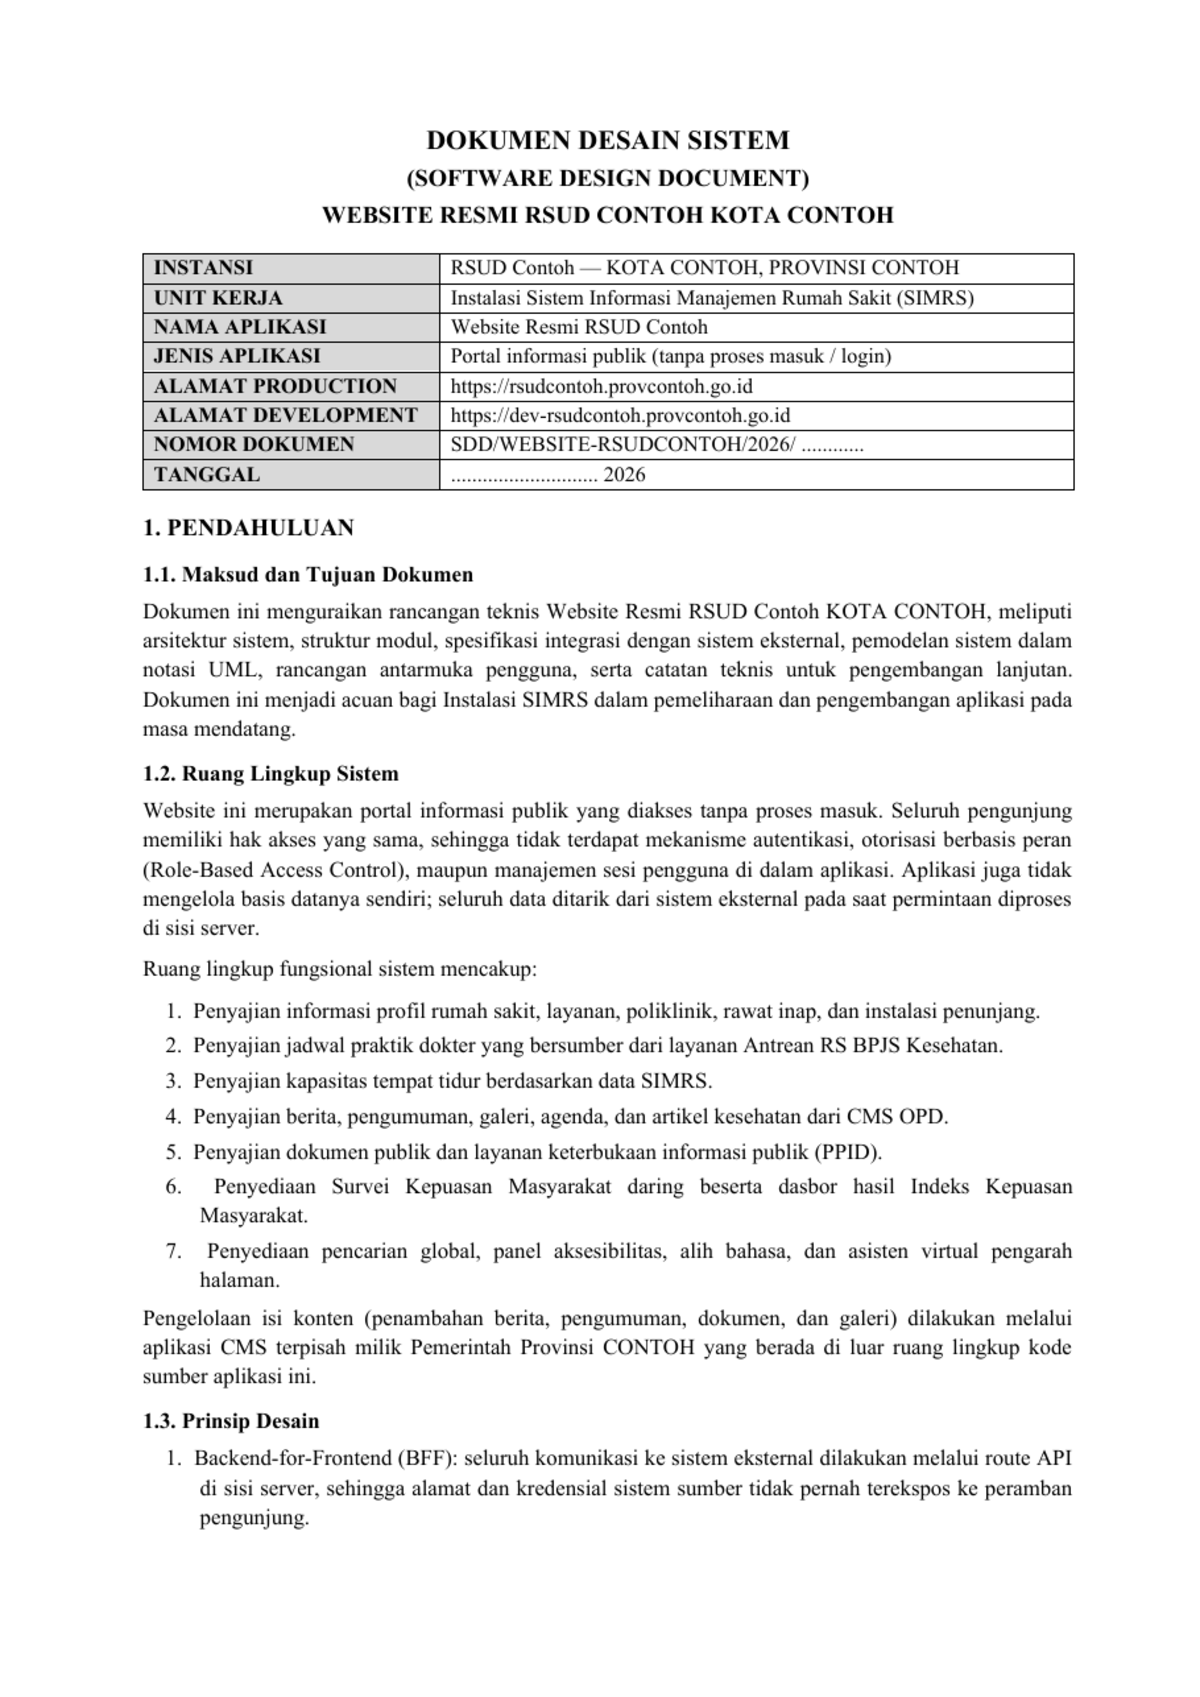 DOKUMEN DESAIN SISTEM
(SOFTWARE DESIGN DOCUMENT)
WEBSITE RESMI RSUD CONTOH KOTA CONTOH
INSTANSI RSUD Contoh — KOTA CONTOH, PROVINSI CONTOH
UNIT KERJA Instalasi Sistem Informasi Manajemen Rumah Sakit (SIMRS)
NAMA APLIKASI Website Resmi RSUD Contoh
JENIS APLIKASI Portal informasi publik (tanpa proses masuk / login)
ALAMAT PRODUCTION https://rsudcontoh.provcontoh.go.id
ALAMAT DEVELOPMENT https://dev-rsudcontoh.provcontoh.go.id
NOMOR DOKUMEN SDD/WEBSITE-RSUDCONTOH/2026/ ............
TANGGAL ............................ 2026
1. PENDAHULUAN
1.1. Maksud dan Tujuan Dokumen
Dokumen ini menguraikan rancangan teknis Website Resmi RSUD Contoh KOTA CONTOH, meliputi
arsitektur sistem, struktur modul, spesifikasi integrasi dengan sistem eksternal, pemodelan sistem dalam
notasi UML, rancangan antarmuka pengguna, serta catatan teknis untuk pengembangan lanjutan.
Dokumen ini menjadi acuan bagi Instalasi SIMRS dalam pemeliharaan dan pengembangan aplikasi pada
masa mendatang.
1.2. Ruang Lingkup Sistem
Website ini merupakan portal informasi publik yang diakses tanpa proses masuk. Seluruh pengunjung
memiliki hak akses yang sama, sehingga tidak terdapat mekanisme autentikasi, otorisasi berbasis peran
(Role-Based Access Control), maupun manajemen sesi pengguna di dalam aplikasi. Aplikasi juga tidak
mengelola basis datanya sendiri; seluruh data ditarik dari sistem eksternal pada saat permintaan diproses
di sisi server.
Ruang lingkup fungsional sistem mencakup:
1. Penyajian informasi profil rumah sakit, layanan, poliklinik, rawat inap, dan instalasi penunjang.
2. Penyajian jadwal praktik dokter yang bersumber dari layanan Antrean RS BPJS Kesehatan.
3. Penyajian kapasitas tempat tidur berdasarkan data SIMRS.
4. Penyajian berita, pengumuman, galeri, agenda, dan artikel kesehatan dari CMS OPD.
5. Penyajian dokumen publik dan layanan keterbukaan informasi publik (PPID).
6. Penyediaan Survei Kepuasan Masyarakat daring beserta dasbor hasil Indeks Kepuasan
Masyarakat.
7. Penyediaan pencarian global, panel aksesibilitas, alih bahasa, dan asisten virtual pengarah
halaman.
Pengelolaan isi konten (penambahan berita, pengumuman, dokumen, dan galeri) dilakukan melalui
aplikasi CMS terpisah milik Pemerintah Provinsi CONTOH yang berada di luar ruang lingkup kode
sumber aplikasi ini.
1.3. Prinsip Desain
1. Backend-for-Frontend (BFF): seluruh komunikasi ke sistem eksternal dilakukan melalui route API
di sisi server, sehingga alamat dan kredensial sistem sumber tidak pernah terekspos ke peramban
pengunjung.